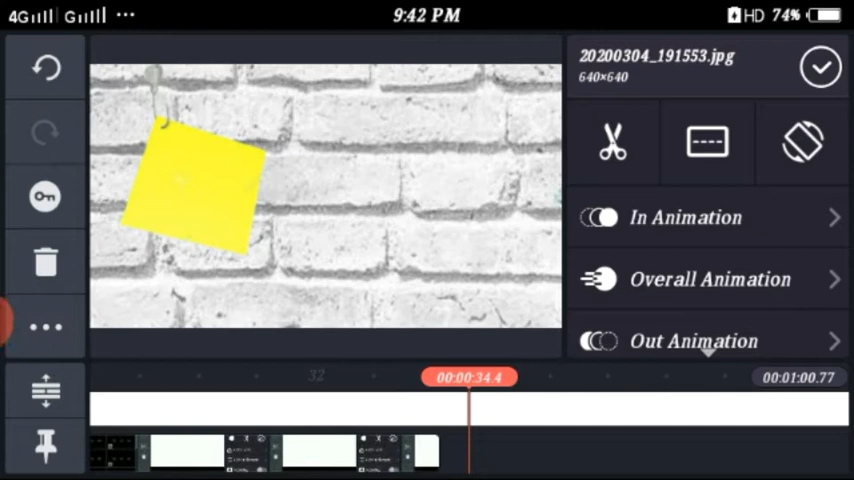 4G G ••• 9:42 PM HD 74%
20200304_191553.jpg
640×640
In Animation
Overall Animation
Out Animation
32 00:00:34.4 00:01:00.77